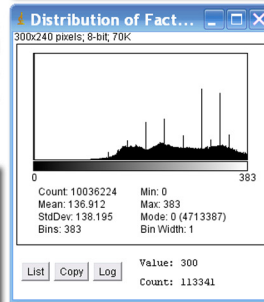 Distribution of Fact...
300x240 pixels; 8-bit; 70K
0 383
Count: 10036224 Min: 0
Mean: 136.912 Max: 383
StdDev: 138.195 Mode: 0 (4713387)
Bins: 383 Bin Width: 1
List Copy Log Value: 300
Count: 113341